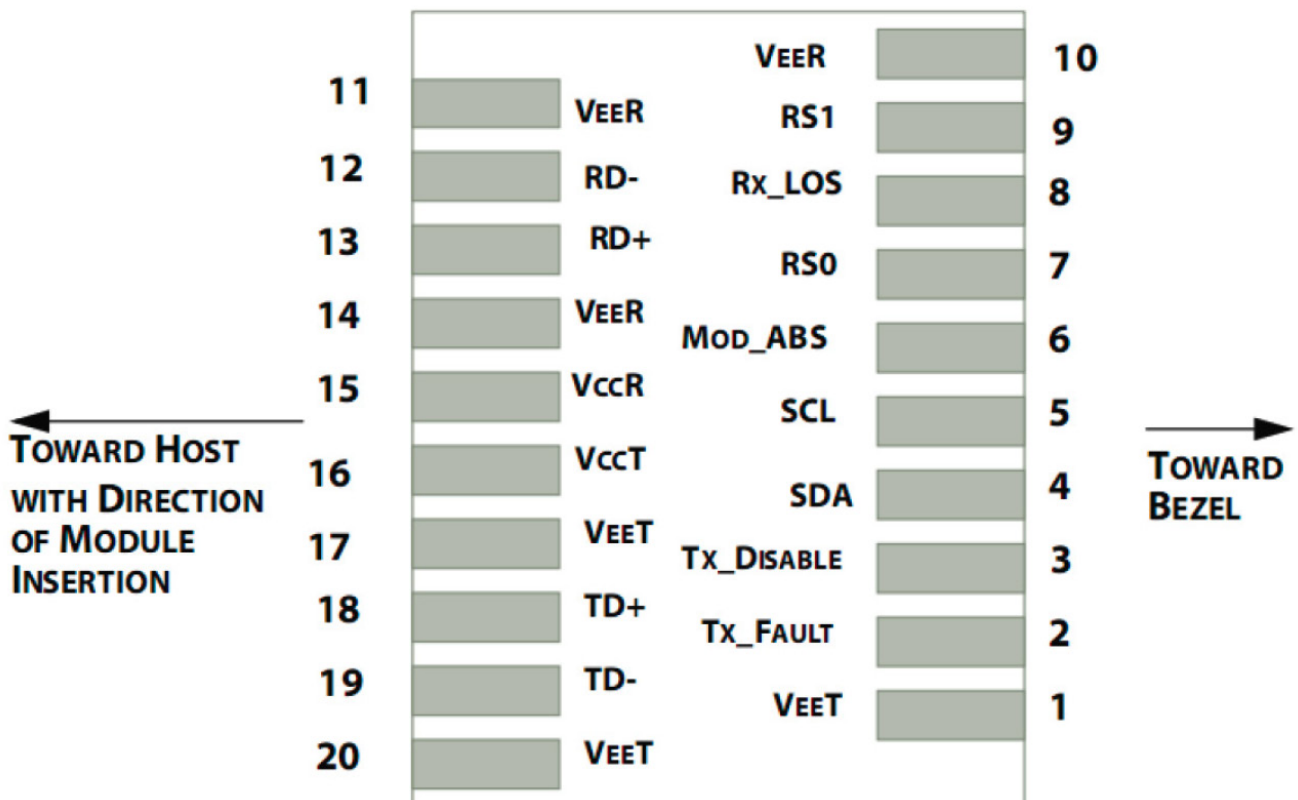 VEER 10
11 VEER
RS1 9
12 RD-
Rx_LOS 8
13 RD+
RS0 7
14 VEER
MOD_ABS 6
15 VccR
SCL 5
TOWARD HOST
WITH DIRECTION
OF MODULE
INSERTION
16 VccT
TOWARD
BEZEL
SDA 4
17 VEET
Tx_DISABLE 3
18 TD+
Tx_FAULT 2
19 TD-
VEET 1
20 VEET